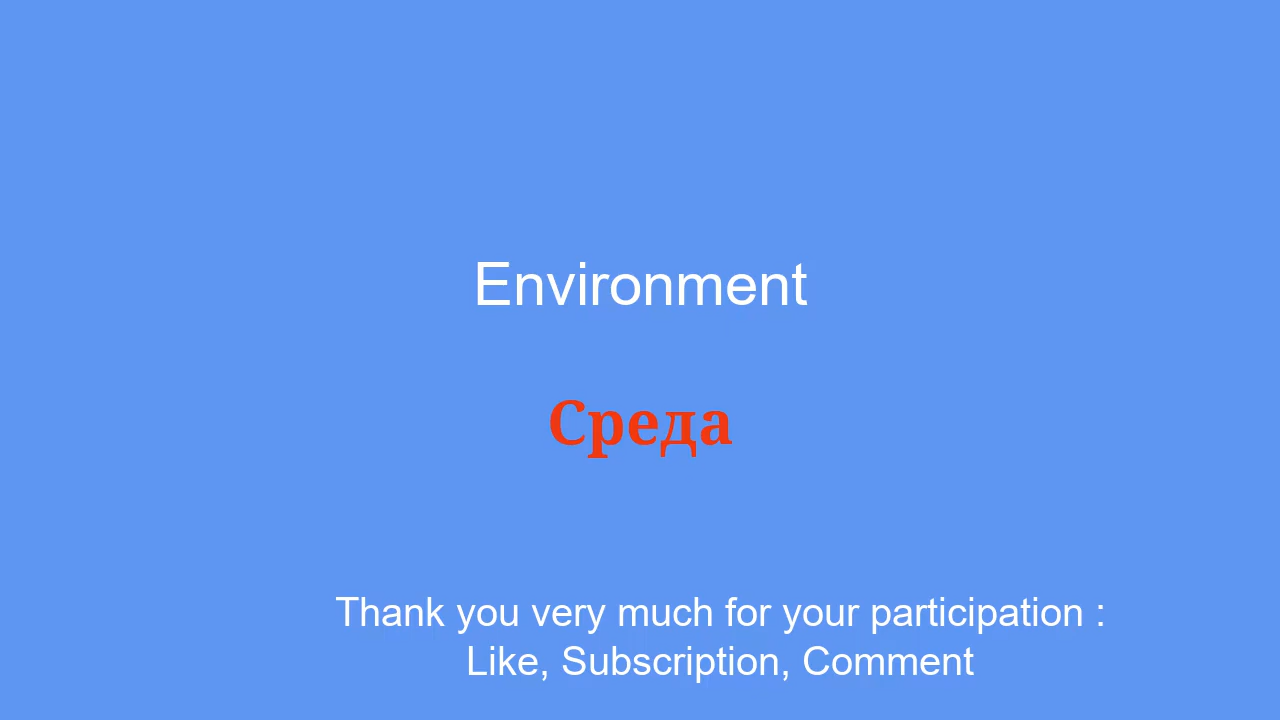 Environment
Среда
Thank you very much for your participation :
Like, Subscription, Comment